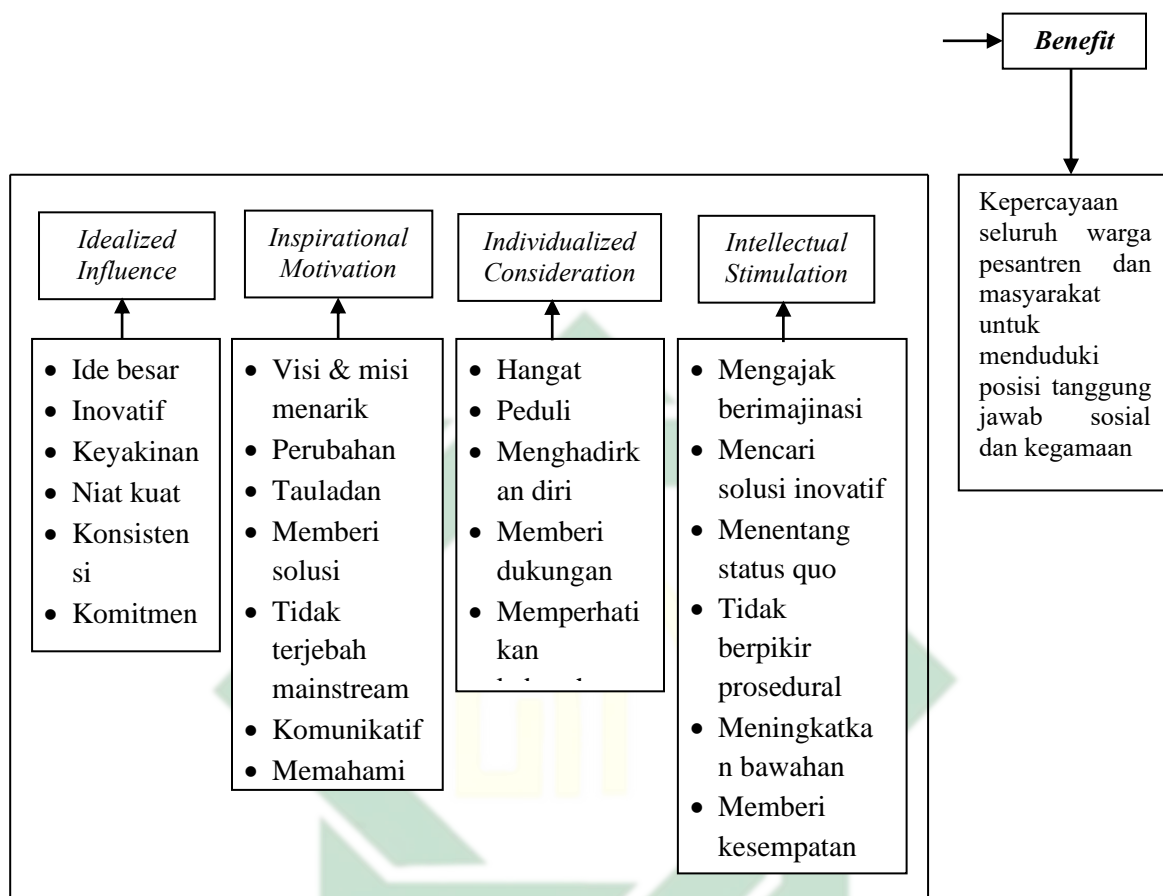 Benefit
Kepercayaan
seluruh warga
pesantren dan
masyarakat
untuk
menduduki
posisi tanggung
jawab sosial
dan kegamaan
Idealized
Influence
Inspirational
Motivation
Individualized
Consideration
Intellectual
Stimulation
• Ide besar
• Inovatif
• Keyakinan
• Niat kuat
• Konsisten
si
• Komitmen
• Visi & misi
menarik
• Perubahan
• Tauladan
• Memberi
solusi
• Tidak
terjebah
mainstream
• Komunikatif
• Memahami
• Hangat
• Peduli
• Menghadirk
an diri
• Memberi
dukungan
• Memperhati
kan
• Mengajak
berimajinasi
• Mencari
solusi inovatif
• Menentang
status quo
• Tidak
berpikir
prosedural
• Meningkatka
n bawahan
• Memberi
kesempatan